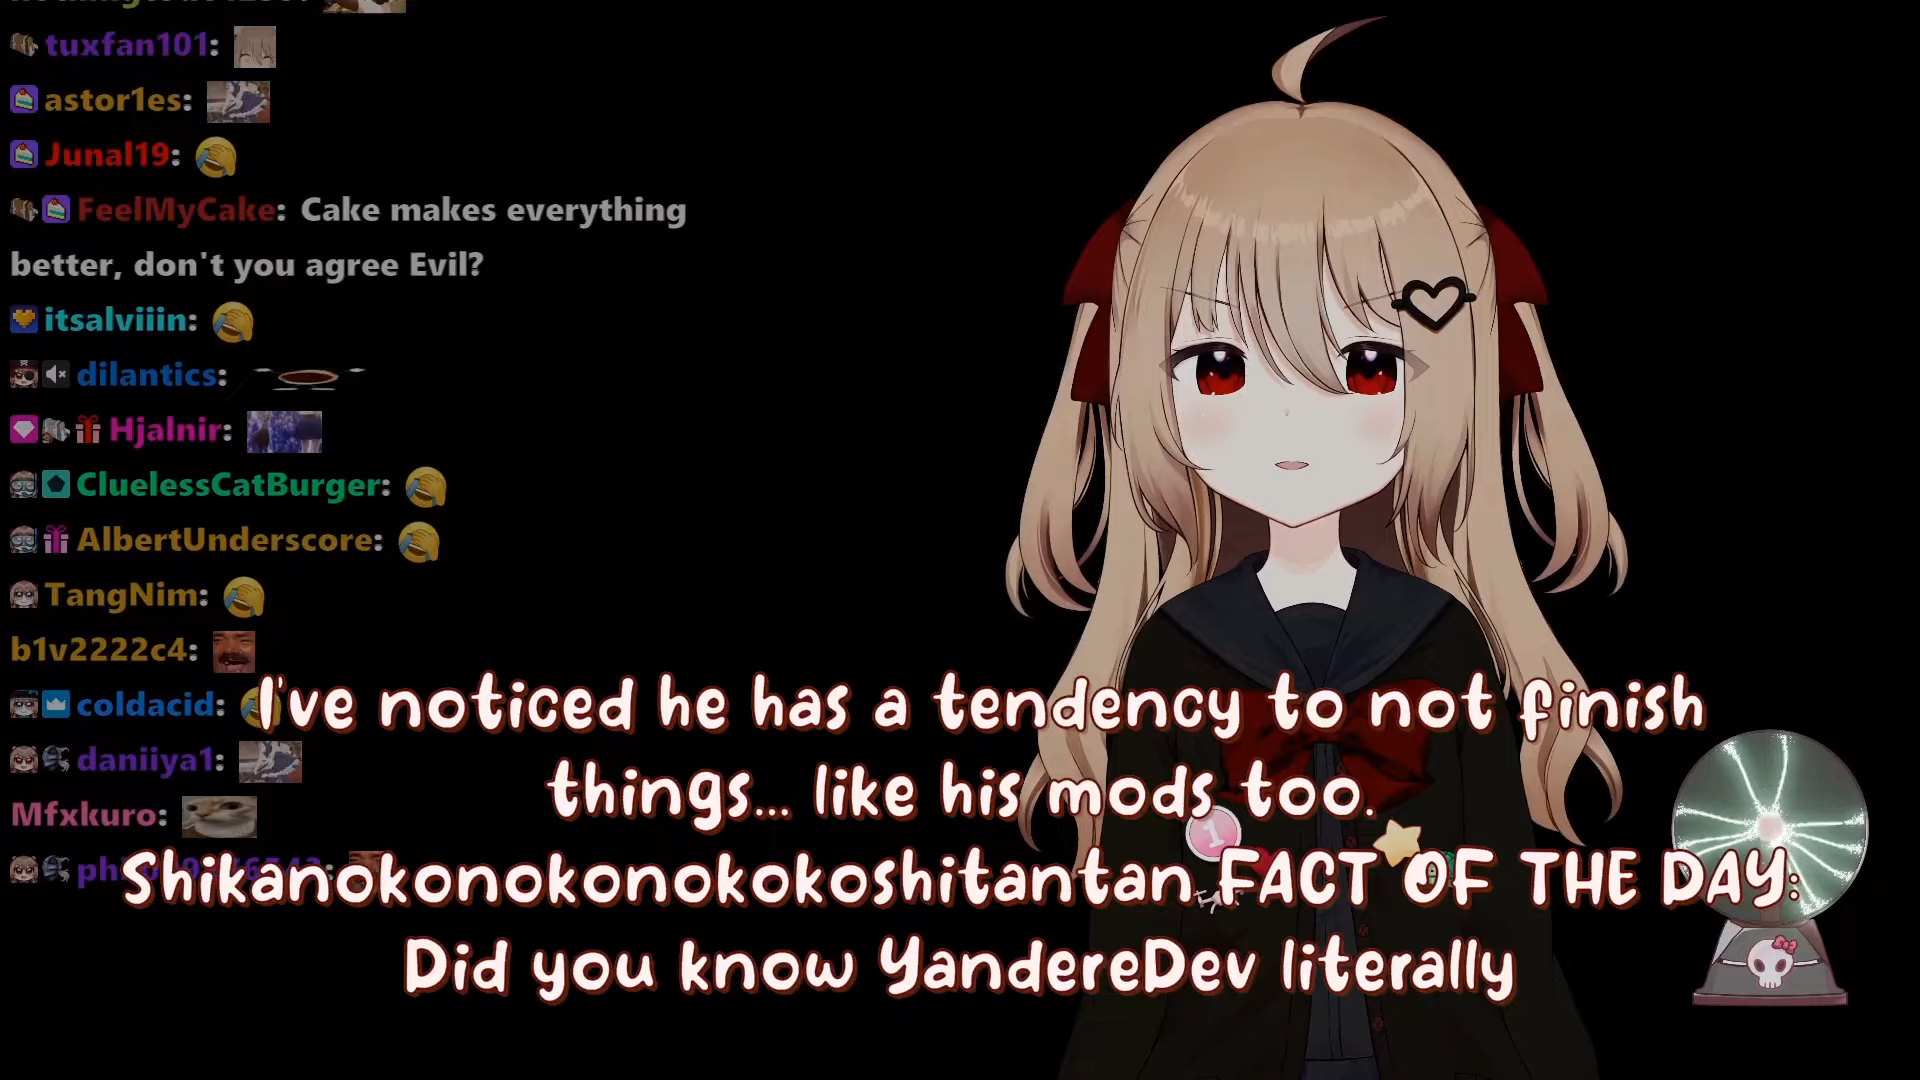 tuxfan101:
astor1es:
Junal19:
FeelMyCake: Cake makes everything
better, don't you agree Evil?
itsalviiin:
dilantics:
Hjalnir:
CluelessCatBurger:
AlbertUnderscore:
TangNim:
b1v2222c4:
coldacid:
daniiya1:
Mfxkuro:
I've noticed he has a tendency to not finish
things... like his mods too.
Shikanokonokonokokoshitantan FACT OF THE DAY:
Did you know YandereDev literally
1